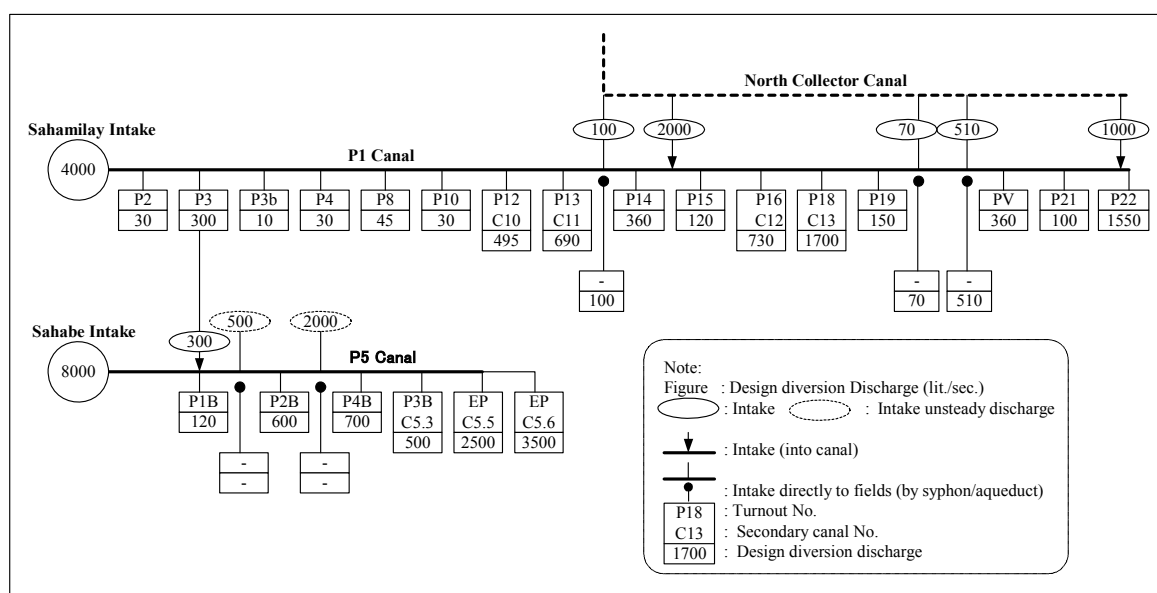 North Collector Canal
100
2000
70
510
1000
Sahamilay Intake
4000
P1 Canal
P2
30
P3
300
P3b
10
P4
30
P8
45
P10
30
P12
C10
495
P13
C11
690
P14
360
P15
120
P16
C12
730
P18
C13
1700
P19
150
PV
360
P21
100
P22
1550
-
100
-
70
-
510
Sahabe Intake
8000
300
500
2000
P5 Canal
P1B
120
P2B
600
P4B
700
P3B
C5.3
500
EP
C5.5
2500
EP
C5.6
3500
-
-
-
-
Note:
Figure : Design diversion Discharge (lit./sec.)
: Intake : Intake unsteady discharge
: Intake (into canal)
: Intake directly to fields (by syphon/aqueduct)
P18 : Turnout No.
C13 : Secondary canal No.
1700 : Design diversion discharge